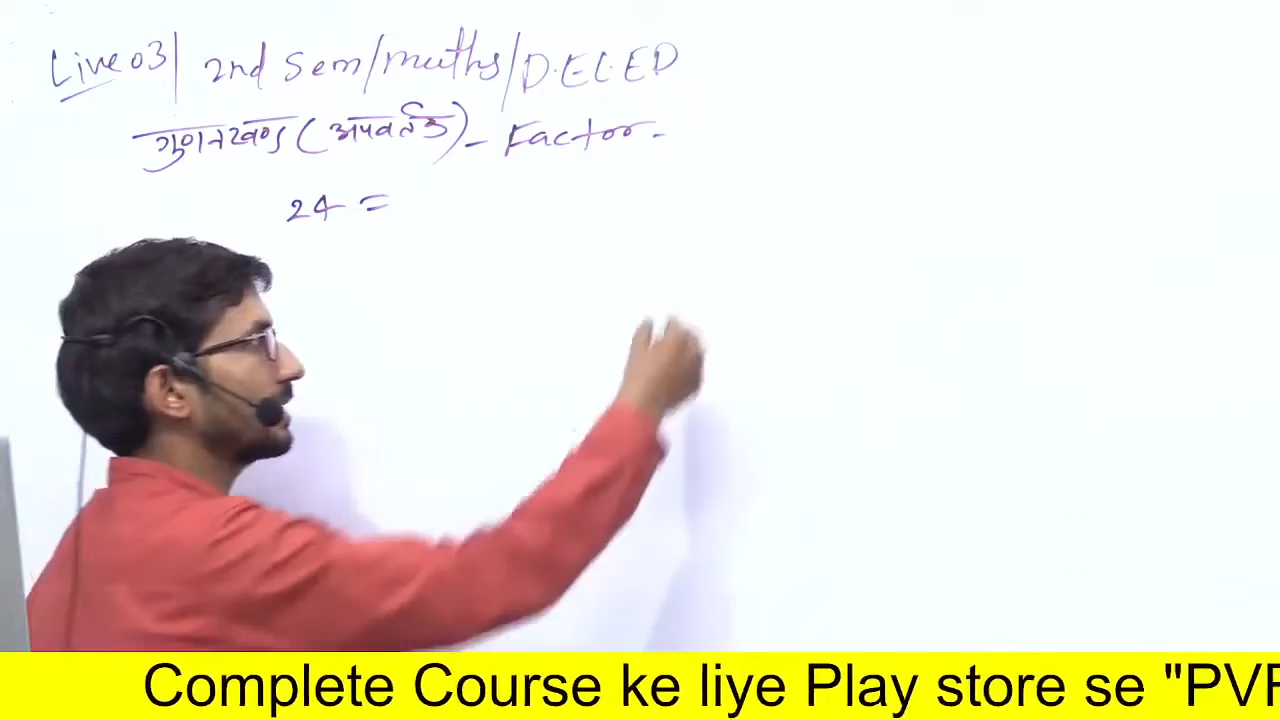 Live 03| 2nd Sem/Maths/D.EL.ED
गुणनखण्ड (अपवर्तक) - Factor -
24 =
Complete Course ke liye Play store se "PVF